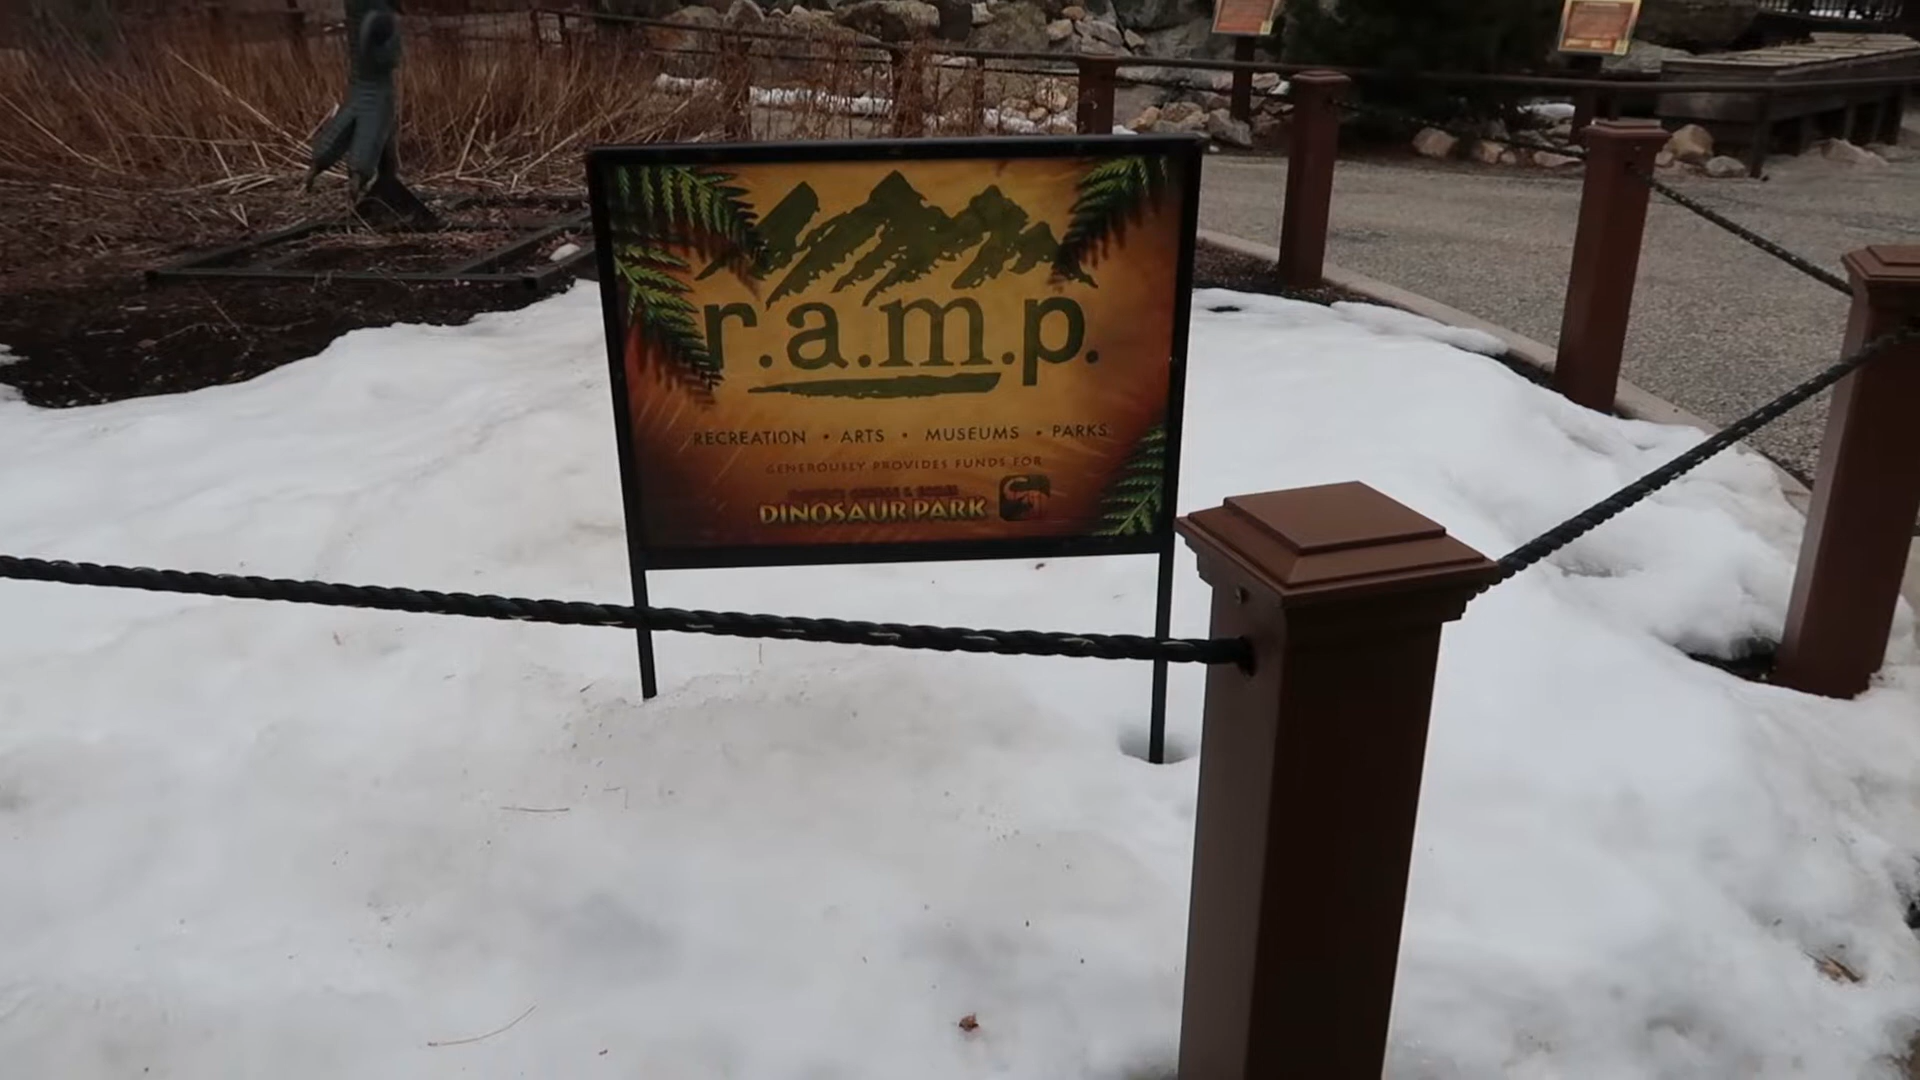 r.a.m.p.
RECREATION • ARTS • MUSEUMS • PARKS
GENEROUSLY PROVIDES FUNDS FOR
DINOSAUR PARK